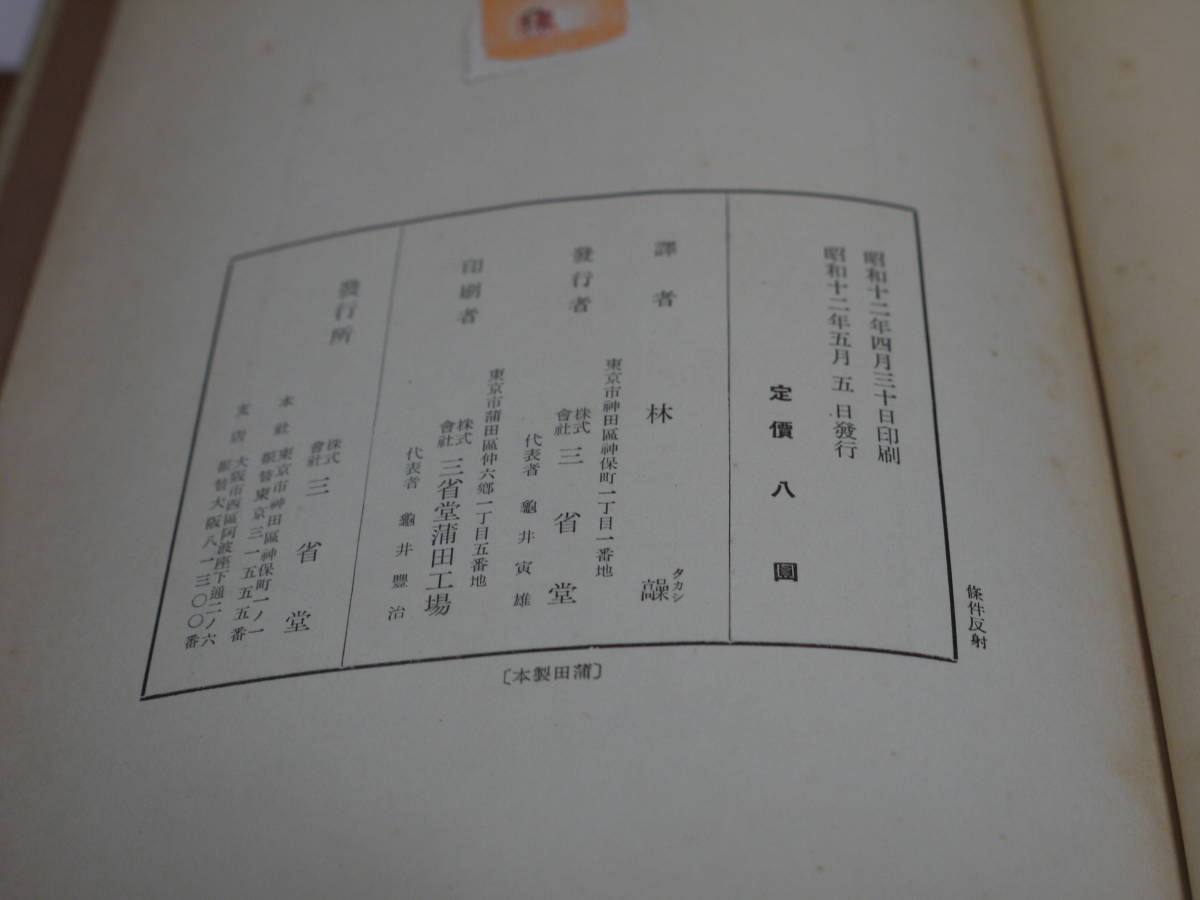 條件反射
昭和十二年四月三十日印刷
昭和十二年五月五日發行
定價八圓
譯者 林 髞
タカシ
發行者
東京市神田區神保町一丁目一番地
株式會社 三省堂
代表者 龜井寅雄
印刷者
東京市蒲田區仲六鄕一丁目五番地
株式會社 三省堂蒲田工場
代表者 龜井豐治
發行所
株式會社 三省堂
本社 東京市神田區神保町一ノ一
振替東京三一五五五番
支店 大阪市西區阿波座下通二ノ六
振替大阪八一三〇〇番
〔本製田蒲〕